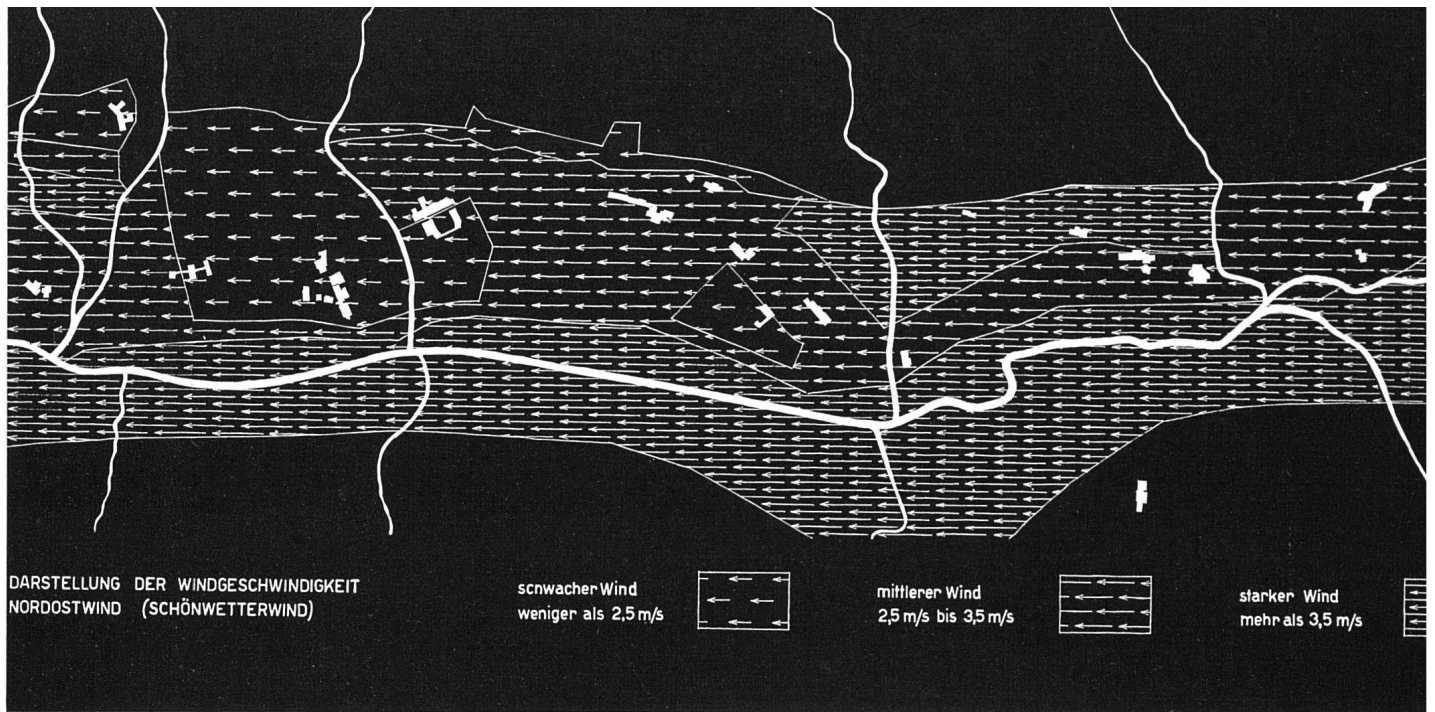 DARSTELLUNG DER WINDGESCHWINDIGKEIT
NORDOSTWIND (SCHÖNWETTERWIND)
scnwacher Wind
weniger als 2,5 m/s
mittlerer Wind
2,5 m/s bis 3,5 m/s
starker Wind
mehr als 3,5 m/s